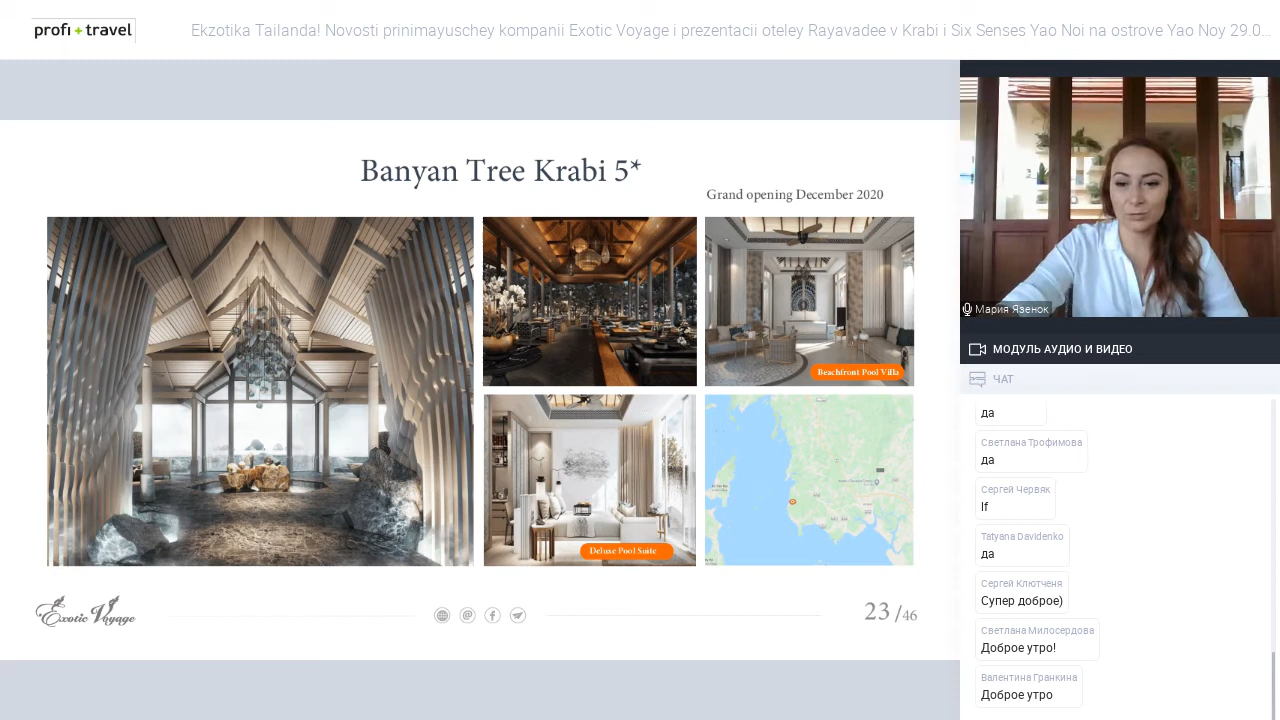 profi + travel
Ekzotika Tailanda! Novosti prinimayuschey kompanii Exotic Voyage i prezentacii oteley Rayavadee v Krabi i Six Senses Yao Noi na ostrove Yao Noy 29.0...
Banyan Tree Krabi 5*
Grand opening December 2020
Beachfront Pool Villa
Deluxe Pool Suite
Exotic Voyage
23 /46
Мария Язенок
МОДУЛЬ АУДИО И ВИДЕО
ЧАТ
да
Светлана Трофимова
да
Сергей Червяк
lf
Tatyana Davidenko
да
Сергей Клютченя
Супер доброе)
Светлана Милосердова
Доброе утро!
Валентина Гранкина
Доброе утро